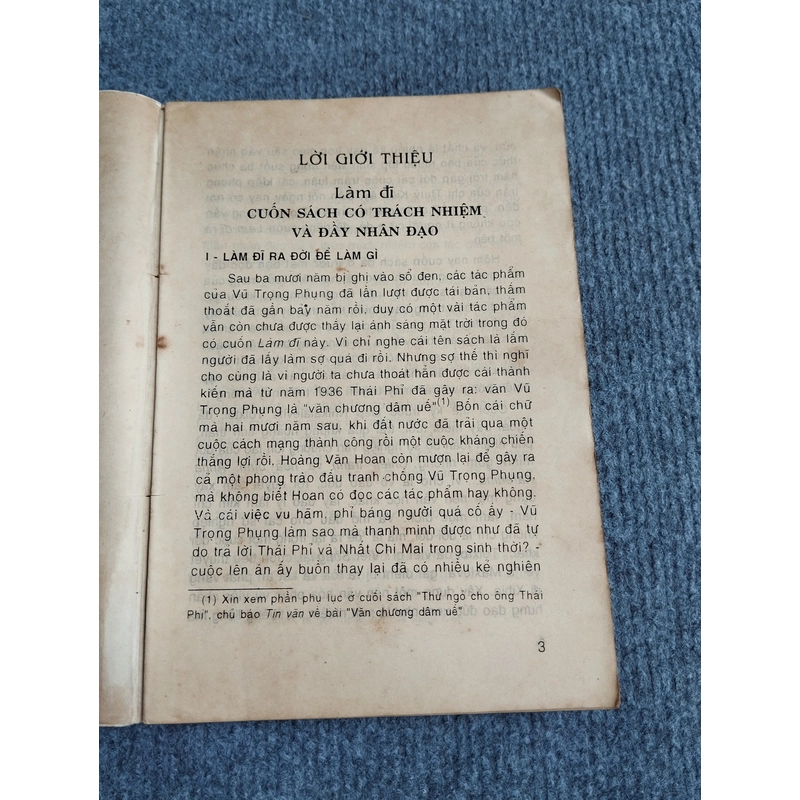 LỜI GIỚI THIỆU
Làm đĩ
CUỐN SÁCH CÓ TRÁCH NHIỆM
VÀ ĐẦY NHÂN ĐẠO
I - LÀM ĐĨ RA ĐỜI ĐỂ LÀM GÌ
Sau ba mươi năm bị ghi vào sổ đen, các tác phẩm
của Vũ Trọng Phụng đã lần lượt được tái bản, thấm
thoắt đã gần bảy năm rồi, duy có một vài tác phẩm
vẫn còn chưa được thấy lại ánh sáng mặt trời trong đó
có cuốn Làm đĩ này. Vì chỉ nghe cái tên sách là lắm
người đã lấy làm sợ quá đi rồi. Nhưng sợ thế thì nghĩ
cho cùng là vì người ta chưa thoát hẳn được cái thành
kiến mà từ năm 1936 Thái Phỉ đã gây ra: văn Vũ
Trọng Phụng là "văn chương dâm uế"(1) Bốn cái chữ
mà hai mươi năm sau, khi đất nước đã trải qua một
cuộc cách mạng thành công rồi một cuộc kháng chiến
thắng lợi rồi, Hoàng Văn Hoan còn mượn lại để gây ra
cả một phong trào đấu tranh chống Vũ Trọng Phụng,
mà không biết Hoan có đọc các tác phẩm hay không.
Và cái việc vu hãm, phỉ báng người quá cố ấy - Vũ
Trọng Phụng làm sao mà thanh minh được như đã tự
do trả lời Thái Phỉ và Nhất Chi Mai trong sinh thời? -
cuộc lên án ấy buồn thay lại đã có nhiều kẻ nghiên
(1) Xin xem phần phụ lục ở cuối sách "Thư ngỏ cho ông Thái
Phỉ", chủ báo Tin văn về bài "Văn chương dâm uế"
3